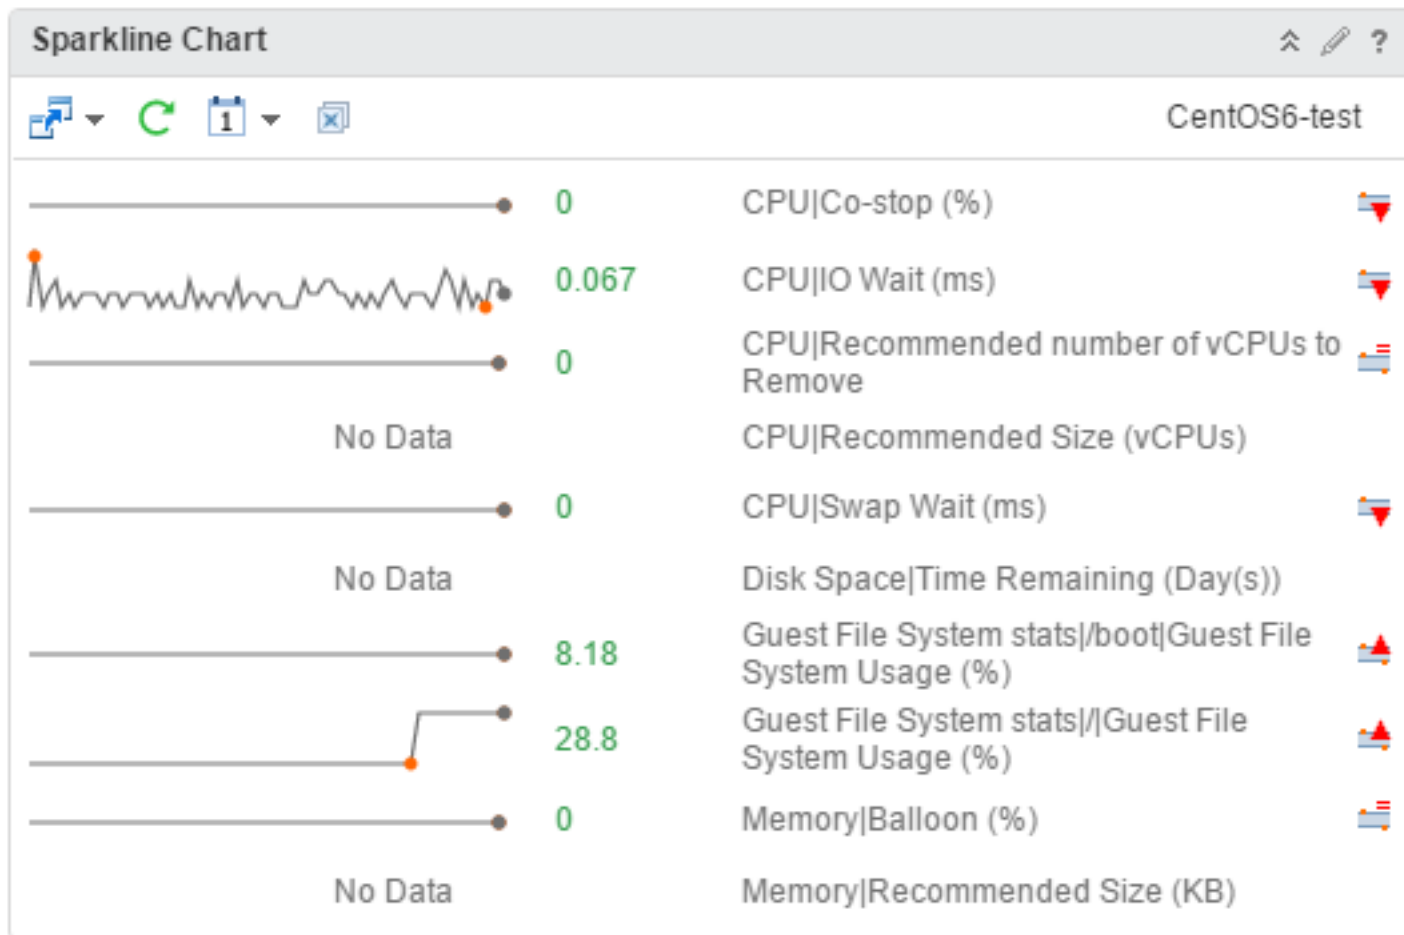 Sparkline Chart
?
1
CentOS6-test
0 CPU|Co-stop (%)
0.067 CPU|IO Wait (ms)
0 CPU|Recommended number of vCPUs to
Remove
No Data CPU|Recommended Size (vCPUs)
0 CPU|Swap Wait (ms)
No Data Disk Space|Time Remaining (Day(s))
8.18 Guest File System stats|/boot|Guest File
System Usage (%)
28.8 Guest File System stats|/|Guest File
System Usage (%)
0 Memory|Balloon (%)
No Data Memory|Recommended Size (KB)